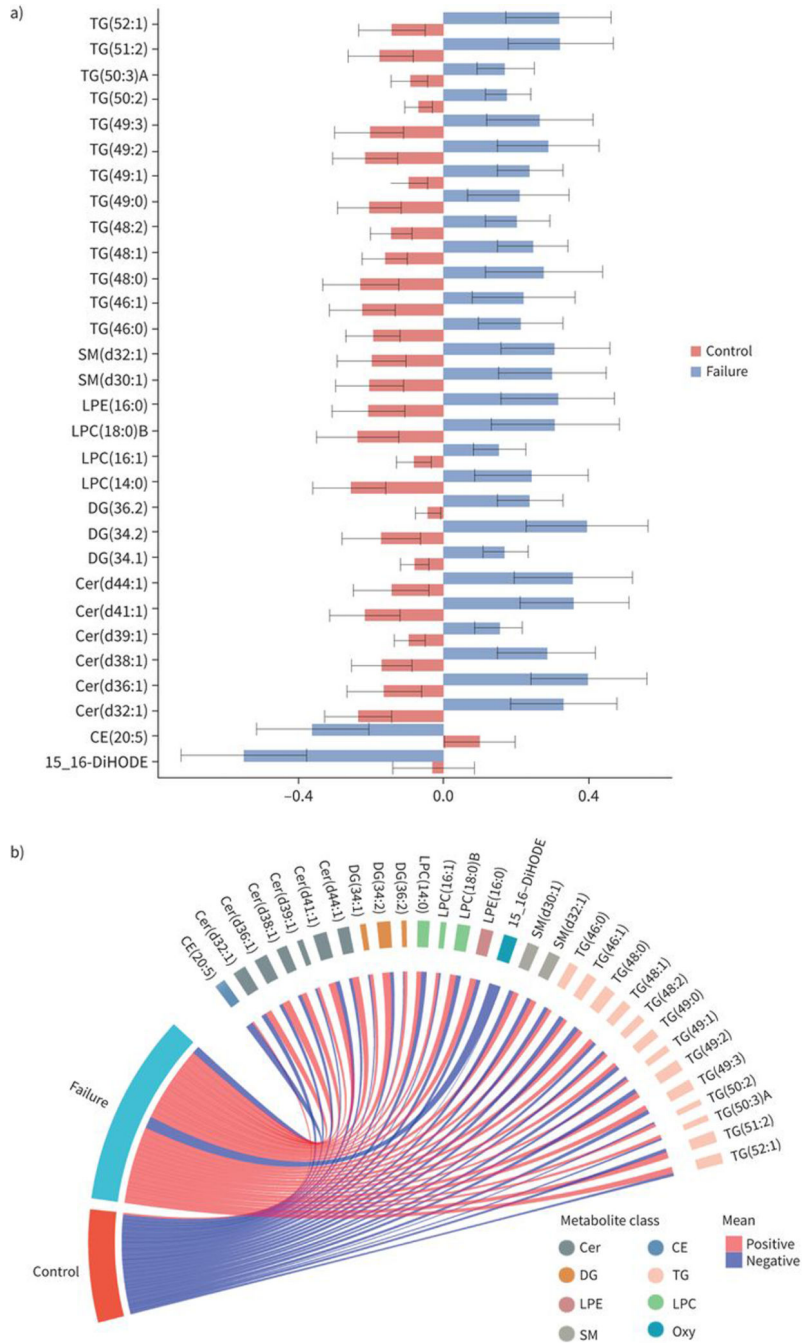 a)
TG(52:1)
TG(51:2)
TG(50:3)A
TG(50:2)
TG(49:3)
TG(49:2)
TG(49:1)
TG(49:0)
TG(48:2)
TG(48:1)
TG(48:0)
TG(46:1)
TG(46:0)
SM(d32:1)
SM(d30:1)
LPE(16:0)
LPC(18:0)B
LPC(16:1)
LPC(14:0)
DG(36.2)
DG(34.2)
DG(34.1)
Cer(d44:1)
Cer(d41:1)
Cer(d39:1)
Cer(d38:1)
Cer(d36:1)
Cer(d32:1)
CE(20:5)
15_16-DiHODE
Control
Failure
−0.4
0.0
0.4
b)
CE(20:5)
Cer(d32:1)
Cer(d36:1)
Cer(d38:1)
Cer(d39:1)
Cer(d41:1)
Cer(d44:1)
DG(34:1)
DG(34:2)
DG(36:2)
LPC(14:0)
LPC(16:1)
LPC(18:0)B
LPE(16:0)
15_16–DiHODE
SM(d30:1)
SM(d32:1)
TG(46:0)
TG(46:1)
TG(48:0)
TG(48:1)
TG(48:2)
TG(49:0)
TG(49:1)
TG(49:2)
TG(49:3)
TG(50:2)
TG(50:3)A
TG(51:2)
TG(52:1)
Failure
Control
Metabolite class
Cer
CE
DG
TG
LPE
LPC
SM
Oxy
Mean
Positive
Negative